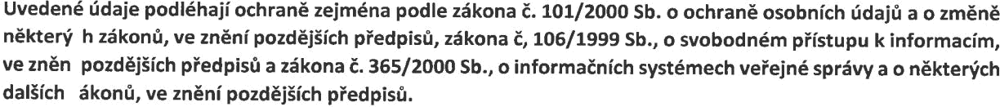 Uvedené údaje podléhají ochraně zejména podle zákona č. 101/2000 Sb. o ochraně osobních údajů a o změně
některý h zákonů, ve znění pozdějších předpisů, zákona č, 106/1999 Sb., o svobodném přístupu k informacím,
ve zněn pozdějších předpisů a zákona č. 365/2000 Sb., o informačních systémech veřejné správy a o některých
dalších ákonů, ve znění pozdějších předpisů.